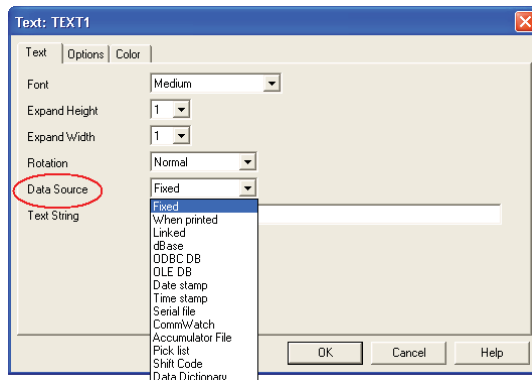 Text: TEXT1
Text Options Color
Font Medium
Expand Height 1
Expand Width 1
Rotation Normal
Data Source Fixed
Text String
Fixed
When printed
Linked
dBase
ODBC DB
OLE DB
Date stamp
Time stamp
Serial file
CommWatch
Accumulator File
Pick list
Shift Code
Data Dictionary
OK Cancel Help